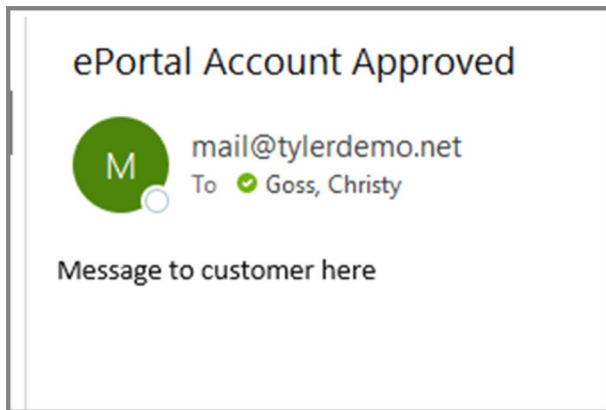 ePortal Account Approved
M
mail@tylerdemo.net
To Goss, Christy
Message to customer here